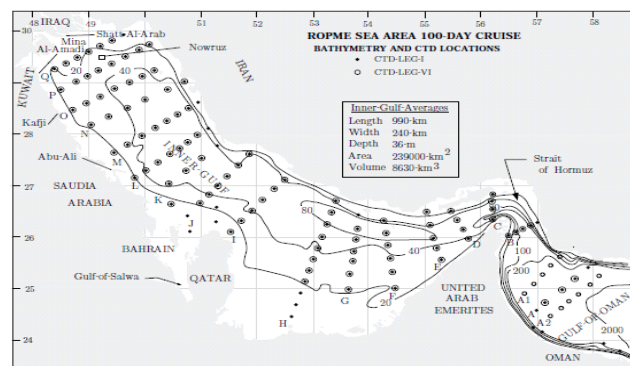 ROPME SEA AREA 100-DAY CRUISE
BATHYMETRY AND CTD LOCATIONS
CTD-LEG-I
CTD-LEG-VI
Inner-Gulf-Averages
Length 990-km
Width 240-km
Depth 36-m
Area 239000-km2
Volume 8630-km3
48 49 50 51 52 53 54 55 56 57 58
30
29
28
27
26
25
24
IRAQ
Mina
Shatt-Al-Arab
Al-Amadi
Nowruz
KUWAIT
IRAN
20
40
Q
P
O
Kafji
N
Abu-Ali
M
L
K
J
I
INNER-GULF
SAUDIA
ARABIA
BAHRAIN
Gulf-of-Salwa
QATAR
80
40
20
H
G
F
E
D
C
B
Strait
of Hormuz
100
200
A1
A
A2
GULF-OF OMAN
2000
UNITED
ARAB
EMERITES
OMAN